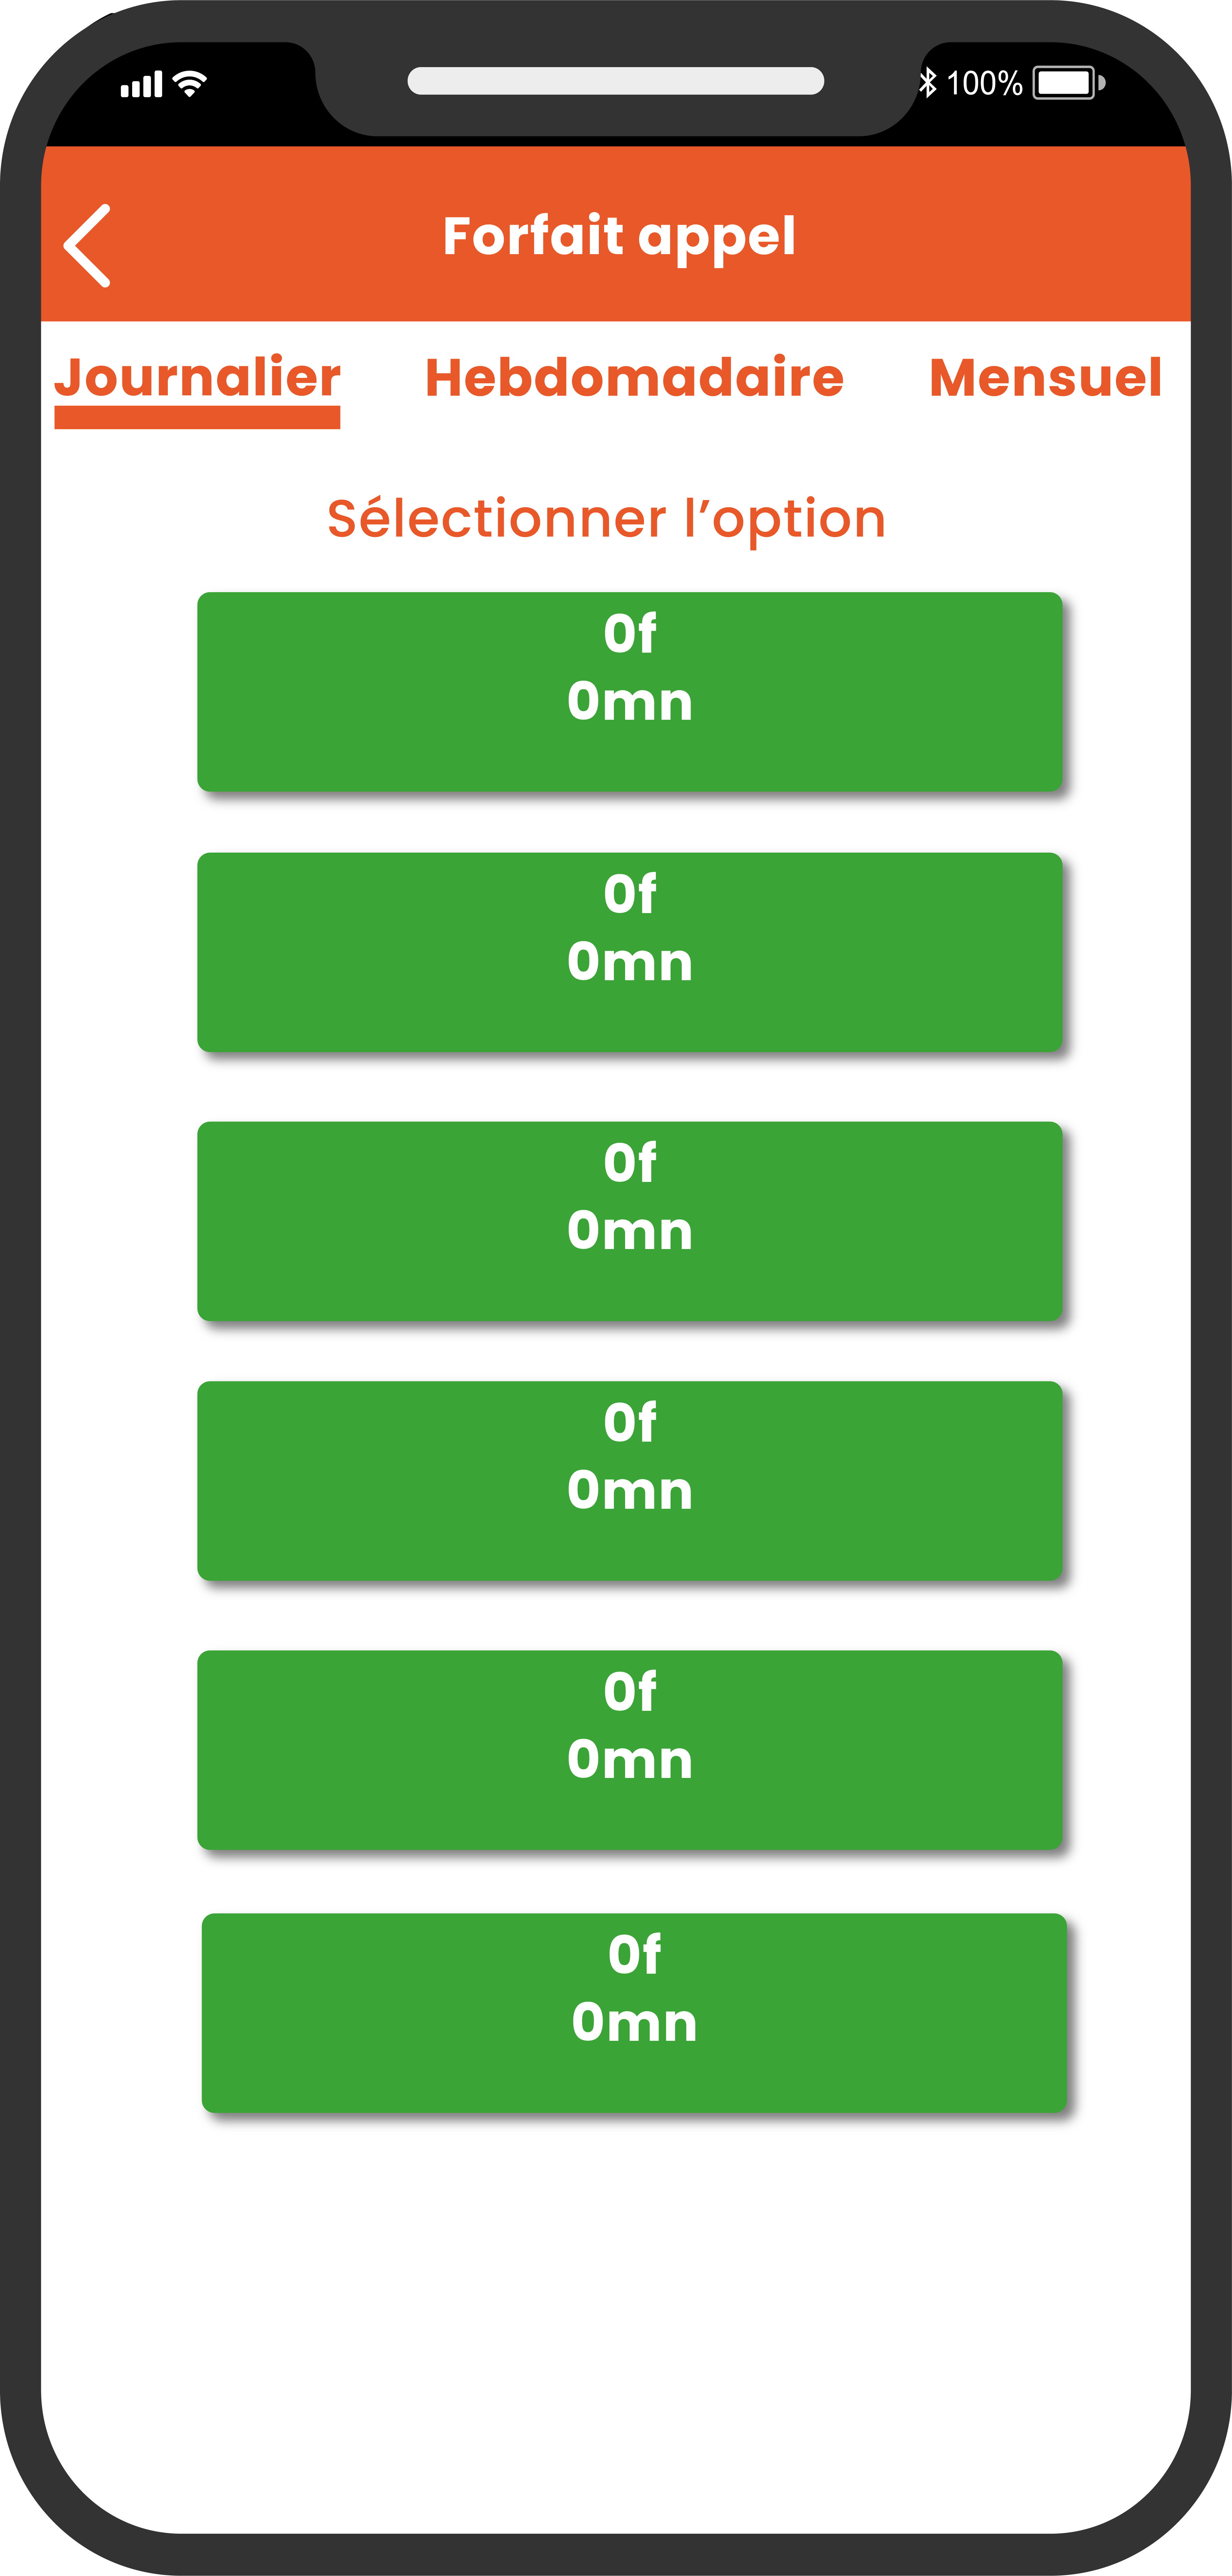 100%
Forfait appel
Journalier Hebdomadaire Mensuel
Sélectionner l’option
0f
0mn
0f
0mn
0f
0mn
0f
0mn
0f
0mn
0f
0mn